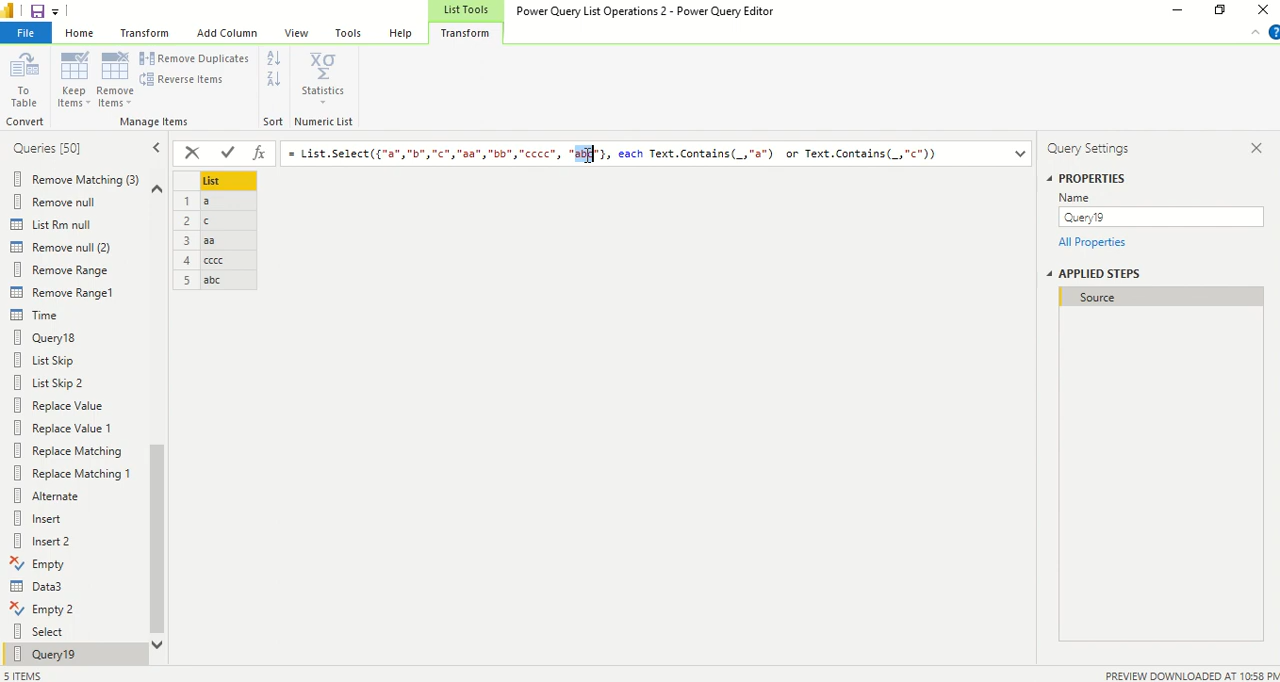 List Tools
Power Query List Operations 2 - Power Query Editor
File Home Transform Add Column View Tools Help Transform
To Table
Keep Items
Remove Items
Remove Duplicates
Reverse Items
Statistics
Convert
Manage Items
Sort
Numeric List
Queries [50]
= List.Select({"a","b","c","aa","bb","cccc", "abc"}, each Text.Contains(_,"a")  or Text.Contains(_,"c"))
Remove Matching (3)
Remove null
List Rm null
Remove null (2)
Remove Range
Remove Range1
Time
Query18
List Skip
List Skip 2
Replace Value
Replace Value 1
Replace Matching
Replace Matching 1
Alternate
Insert
Insert 2
Empty
Data3
Empty 2
Select
Query19
List
1 a
2 c
3 aa
4 cccc
5 abc
Query Settings
PROPERTIES
Name
Query19
All Properties
APPLIED STEPS
Source
5 ITEMS
PREVIEW DOWNLOADED AT 10:58 PM